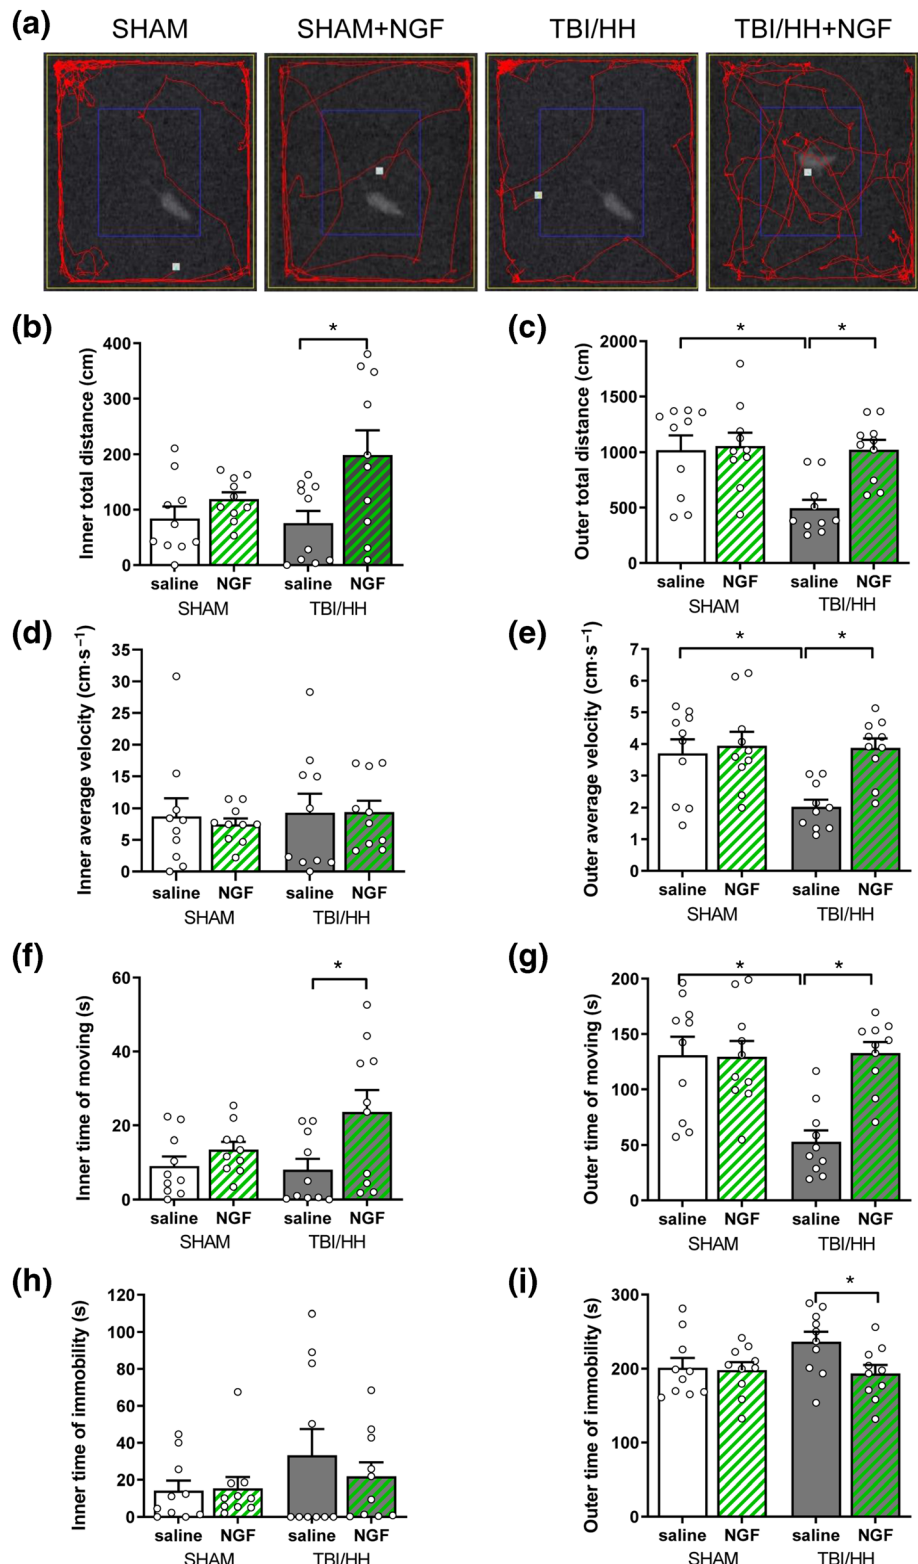 (a) SHAM SHAM+NGF TBI/HH TBI/HH+NGF
(b)
Inner total distance (cm)
400
300
200
100
0
*
saline NGF saline NGF
SHAM TBI/HH
(c)
Outer total distance (cm)
2000
1500
1000
500
0
* *
saline NGF saline NGF
SHAM TBI/HH
(d)
Inner average velocity (cm·s⁻¹)
35
30
25
20
15
10
5
0
saline NGF saline NGF
SHAM TBI/HH
(e)
Outer average velocity (cm·s⁻¹)
7
6
5
4
3
2
1
0
* *
saline NGF saline NGF
SHAM TBI/HH
(f)
Inner time of moving (s)
60
40
20
0
*
saline NGF saline NGF
SHAM TBI/HH
(g)
Outer time of moving (s)
200
150
100
50
0
* *
saline NGF saline NGF
SHAM TBI/HH
(h)
Inner time of immobility (s)
120
100
80
60
40
20
0
saline NGF saline NGF
SHAM TBI/HH
(i)
Outer time of immobility (s)
300
200
100
0
*
saline NGF saline NGF
SHAM TBI/HH